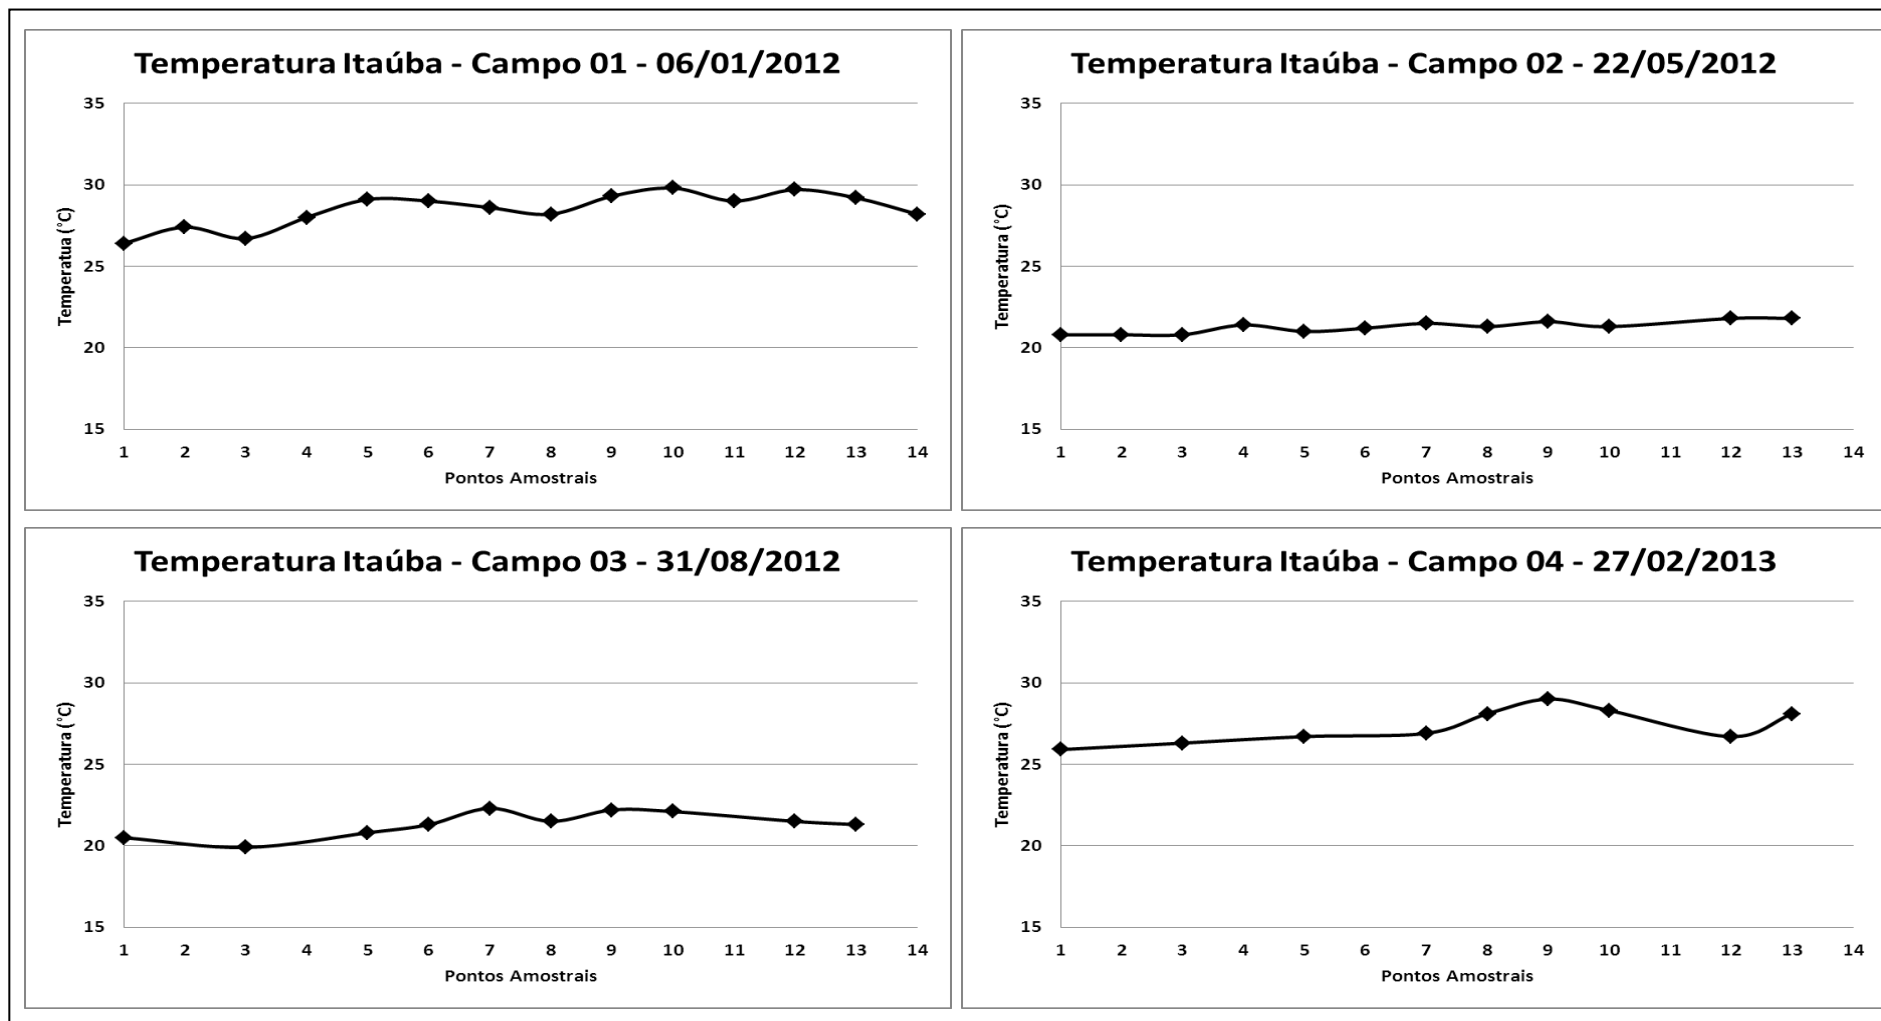 Temperatura Itaúba - Campo 01 - 06/01/2012
35
30
25
20
15
Temperatua (°C)
1 2 3 4 5 6 7 8 9 10 11 12 13 14
Pontos Amostrais
Temperatura Itaúba - Campo 02 - 22/05/2012
35
30
25
20
15
Temperatura (°C)
1 2 3 4 5 6 7 8 9 10 11 12 13 14
Pontos Amostrais
Temperatura Itaúba - Campo 03 - 31/08/2012
35
30
25
20
15
Temperatura (°C)
1 2 3 4 5 6 7 8 9 10 11 12 13 14
Pontos Amostrais
Temperatura Itaúba - Campo 04 - 27/02/2013
35
30
25
20
15
Temperatura (°C)
1 2 3 4 5 6 7 8 9 10 11 12 13 14
Pontos Amostrais